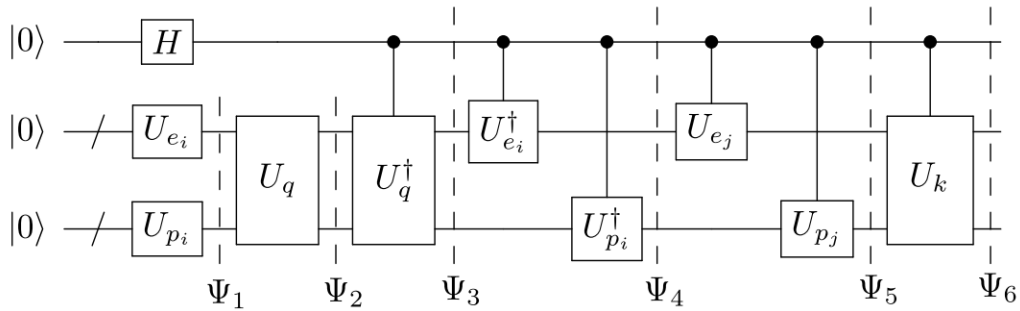 |0⟩ H
|0⟩ U_{e_i} U_q U_q^† U_{e_i}^† U_{e_j} U_k
|0⟩ U_{p_i} U_{p_i}^† U_{p_j}
Ψ_1 Ψ_2 Ψ_3 Ψ_4 Ψ_5 Ψ_6